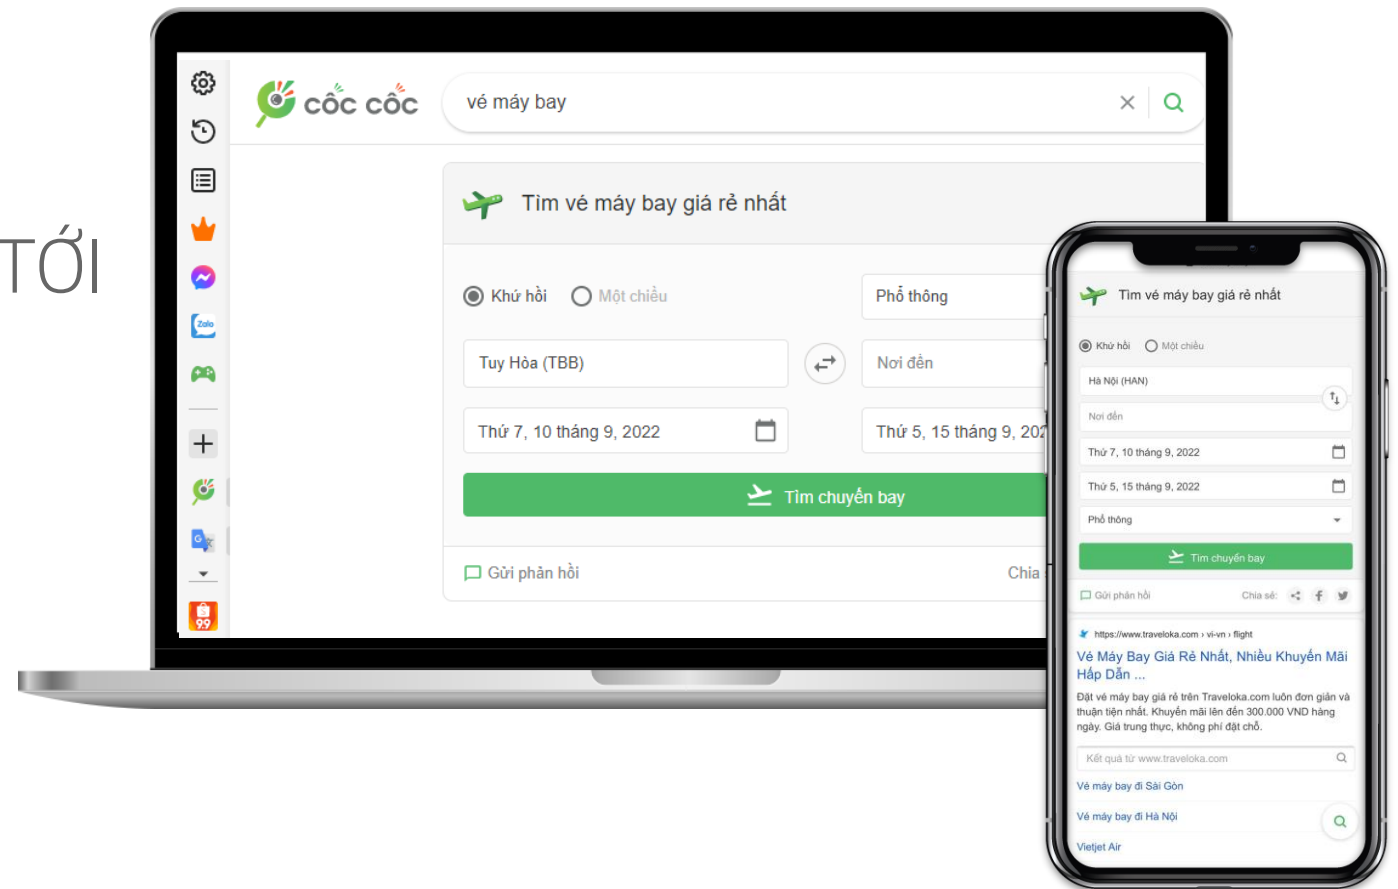 TỚI
cốc cốc
vé máy bay
Tìm vé máy bay giá rẻ nhất
Khứ hồi
Một chiều
Phổ thông
Tuy Hòa (TBB)
Nơi đến
Thứ 7, 10 tháng 9, 2022
Thứ 5, 15 tháng 9, 202
Tìm chuyến bay
Gửi phản hồi
Chia
Zalo
G
9.9
Tìm vé máy bay giá rẻ nhất
Khứ hồi
Một chiều
Hà Nội (HAN)
Nơi đến
Thứ 7, 10 tháng 9, 2022
Thứ 5, 15 tháng 9, 2022
Phổ thông
Tìm chuyến bay
Gửi phản hồi
Chia sẻ:
https://www.traveloka.com › vi-vn › flight
Vé Máy Bay Giá Rẻ Nhất, Nhiều Khuyến Mãi
Hấp Dẫn ...
Đặt vé máy bay giá rẻ trên Traveloka.com luôn đơn giản và
thuận tiện nhất. Khuyến mãi lên đến 300.000 VND hàng
ngày. Giá trung thực, không phí đặt chỗ.
Kết quả từ www.traveloka.com
Vé máy bay đi Sài Gòn
Vé máy bay đi Hà Nội
Vietjet Air